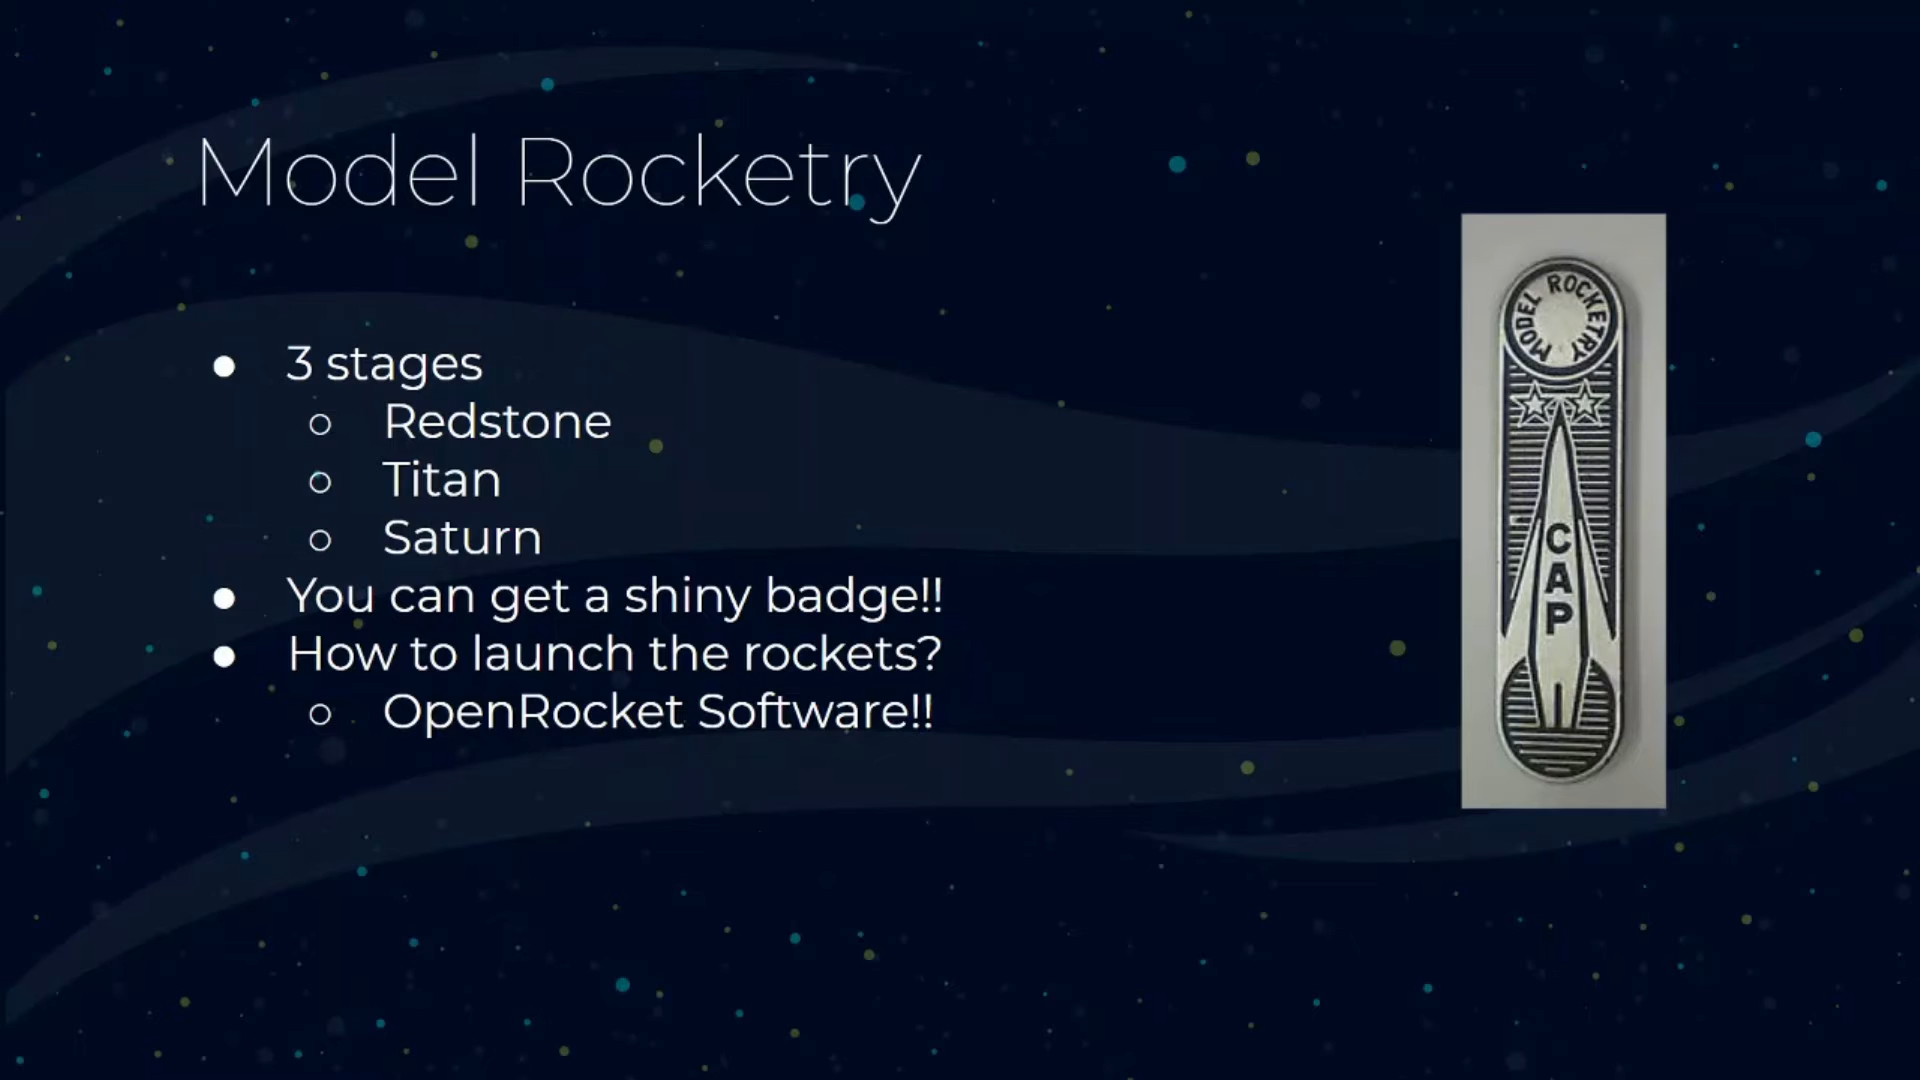 Model Rocketry
● 3 stages
○ Redstone
○ Titan
○ Saturn
● You can get a shiny badge!!
● How to launch the rockets?
○ OpenRocket Software!!
MODEL ROCKETRY
C
A
P